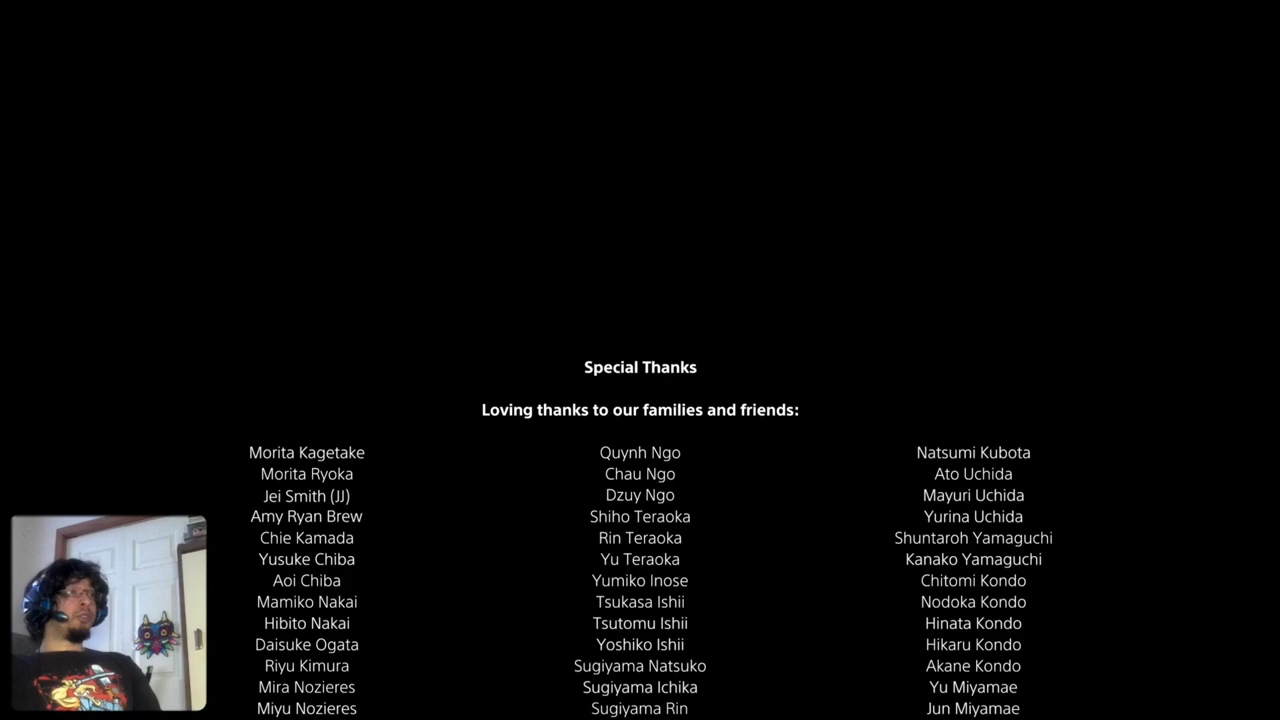 Special Thanks
Loving thanks to our families and friends:
Morita Kagetake Quynh Ngo Natsumi Kubota
Morita Ryoka Chau Ngo Ato Uchida
Jei Smith (JJ) Dzuy Ngo Mayuri Uchida
Amy Ryan Brew Shiho Teraoka Yurina Uchida
Chie Kamada Rin Teraoka Shuntaroh Yamaguchi
Yusuke Chiba Yu Teraoka Kanako Yamaguchi
Aoi Chiba Yumiko Inose Chitomi Kondo
Mamiko Nakai Tsukasa Ishii Nodoka Kondo
Hibito Nakai Tsutomu Ishii Hinata Kondo
Daisuke Ogata Yoshiko Ishii Hikaru Kondo
Riyu Kimura Sugiyama Natsuko Akane Kondo
Mira Nozieres Sugiyama Ichika Yu Miyamae
Miyu Nozieres Sugiyama Rin Jun Miyamae